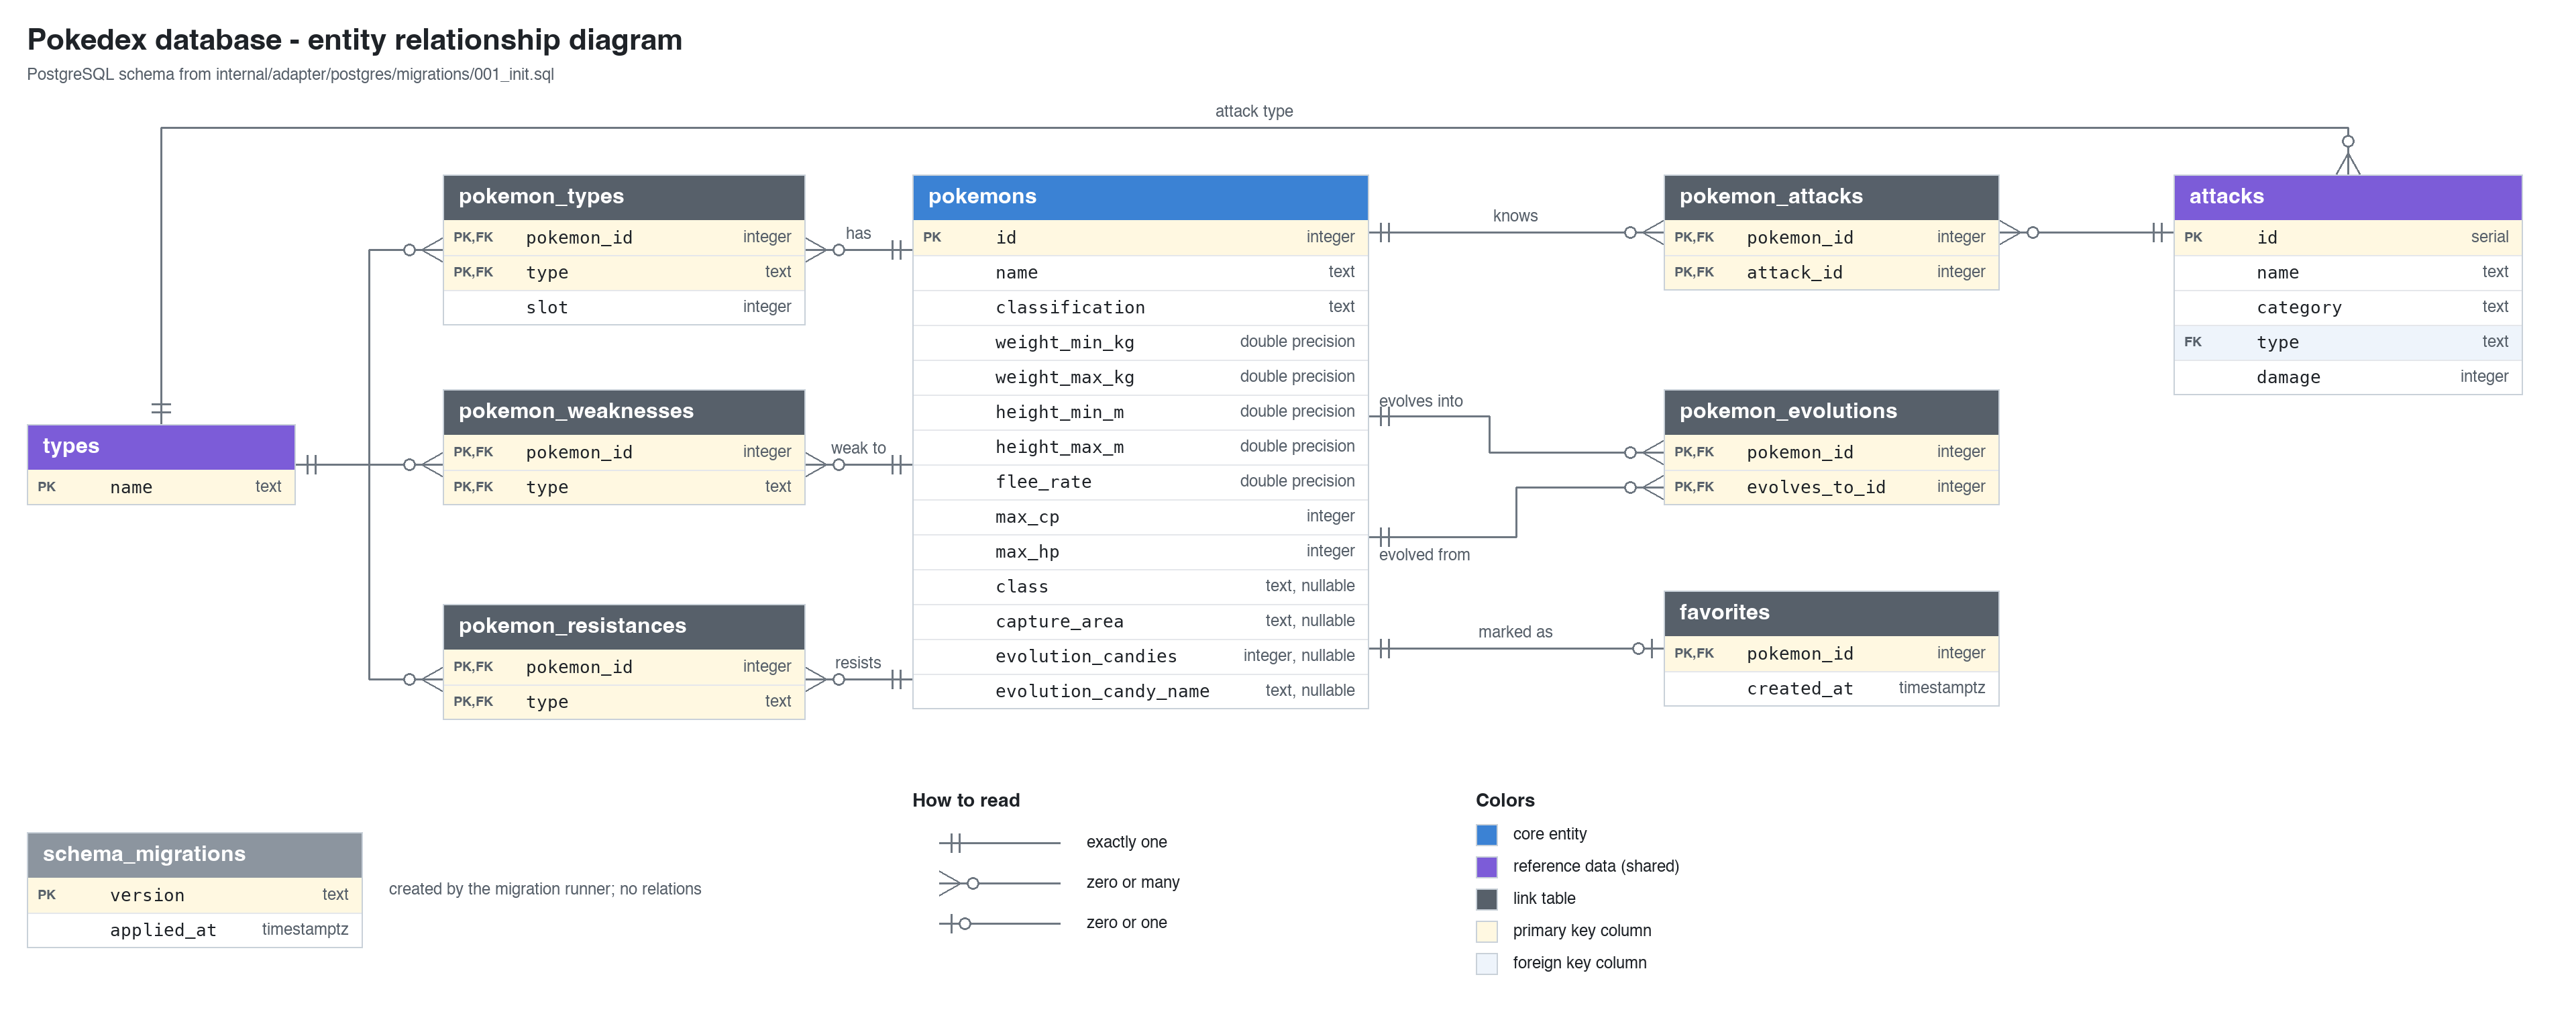 Pokedex database - entity relationship diagram
PostgreSQL schema from internal/adapter/postgres/migrations/001_init.sql
attack type
pokemon_types
PK,FK pokemon_id integer
PK,FK type text
slot integer
has
pokemons
PK id integer
name text
classification text
weight_min_kg double precision
weight_max_kg double precision
height_min_m double precision
height_max_m double precision
flee_rate double precision
max_cp integer
max_hp integer
class text, nullable
capture_area text, nullable
evolution_candies integer, nullable
evolution_candy_name text, nullable
knows
pokemon_attacks
PK,FK pokemon_id integer
PK,FK attack_id integer
attacks
PK id serial
name text
category text
FK type text
damage integer
types
PK name text
pokemon_weaknesses
PK,FK pokemon_id integer
PK,FK type text
weak to
evolves into
evolved from
pokemon_evolutions
PK,FK pokemon_id integer
PK,FK evolves_to_id integer
pokemon_resistances
PK,FK pokemon_id integer
PK,FK type text
resists
marked as
favorites
PK,FK pokemon_id integer
created_at timestamptz
schema_migrations
PK version text
applied_at timestamptz
created by the migration runner; no relations
How to read
exactly one
zero or many
zero or one
Colors
core entity
reference data (shared)
link table
primary key column
foreign key column